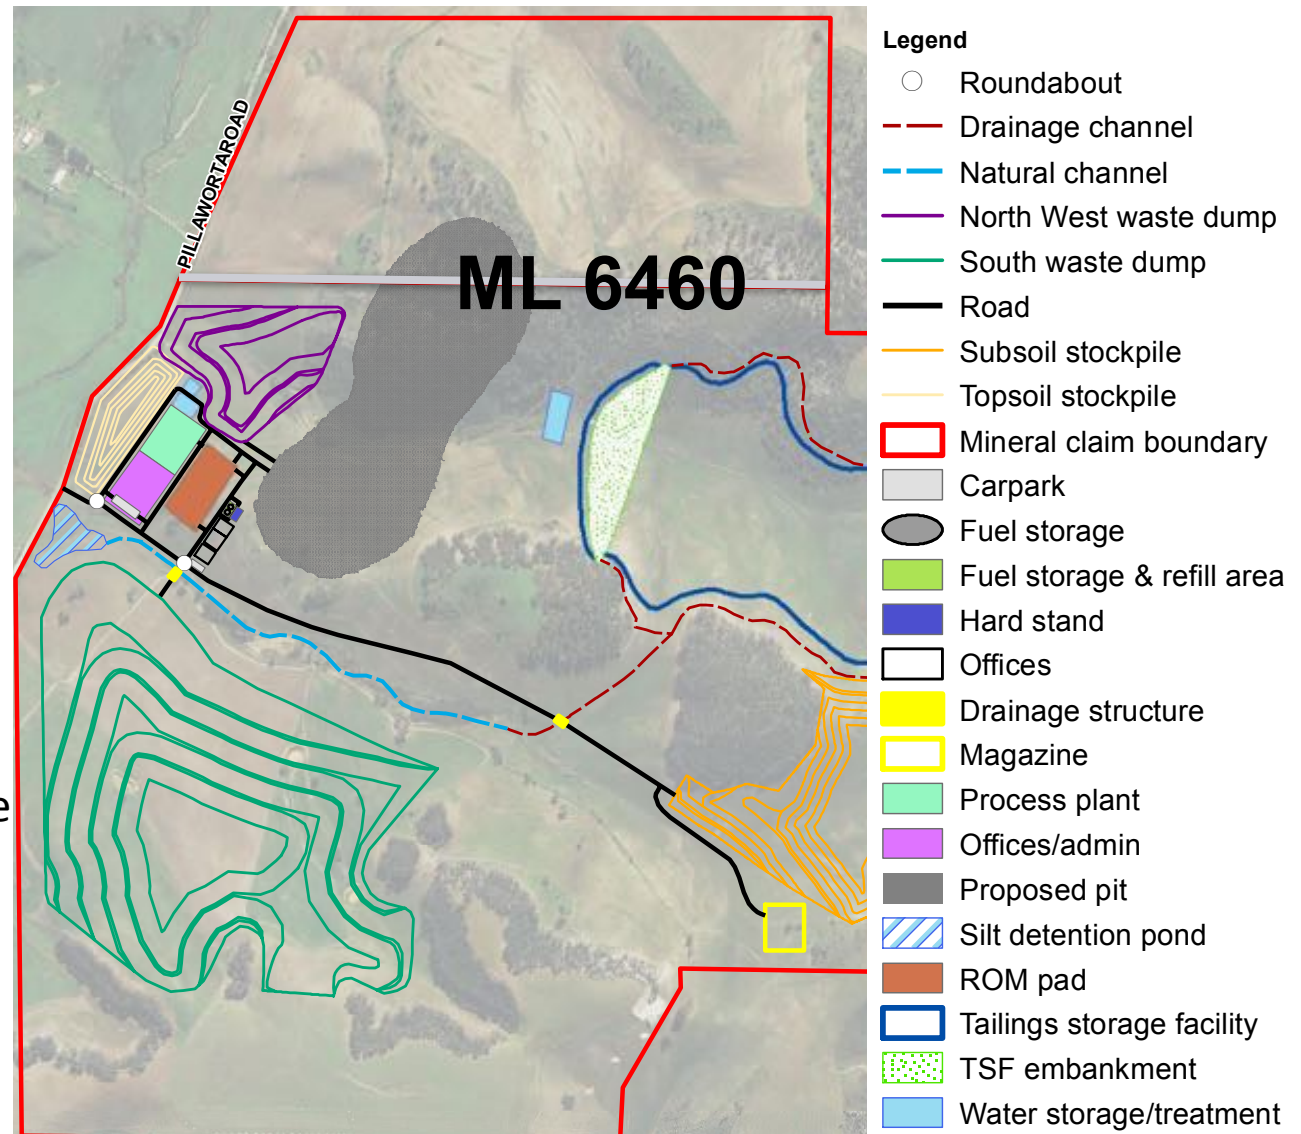 PILLAWORTAROAD
ML 6460
e
Legend
Roundabout
Drainage channel
Natural channel
North West waste dump
South waste dump
Road
Subsoil stockpile
Topsoil stockpile
Mineral claim boundary
Carpark
Fuel storage
Fuel storage & refill area
Hard stand
Offices
Drainage structure
Magazine
Process plant
Offices/admin
Proposed pit
Silt detention pond
ROM pad
Tailings storage facility
TSF embankment
Water storage/treatment